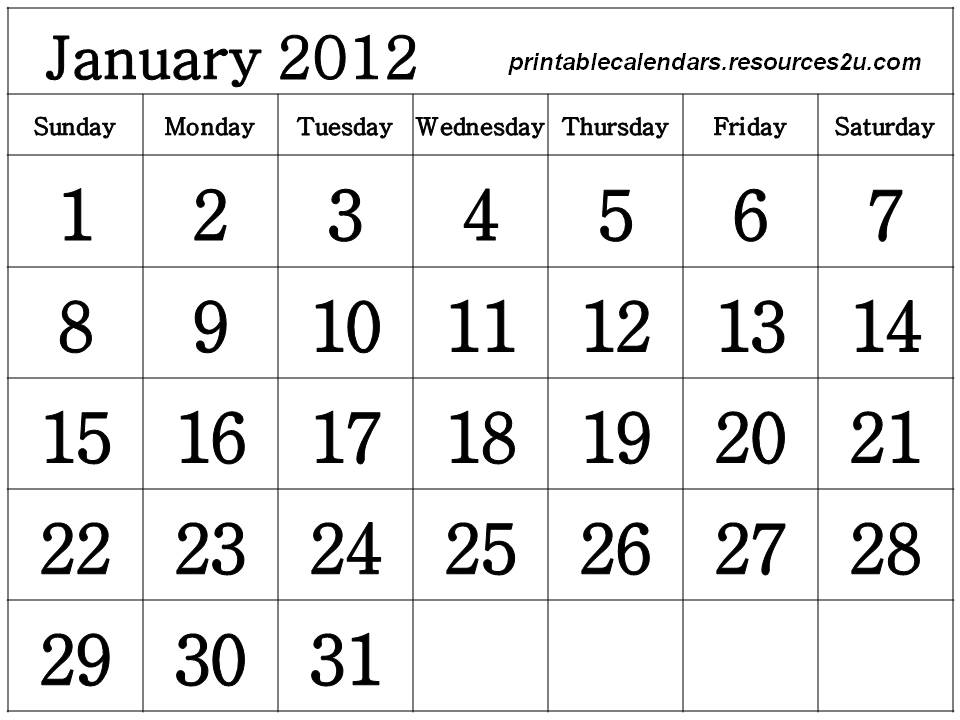 January 2012 printablecalendars.resources2u.com
Sunday Monday Tuesday Wednesday Thursday Friday Saturday
1 2 3 4 5 6 7
8 9 10 11 12 13 14
15 16 17 18 19 20 21
22 23 24 25 26 27 28
29 30 31